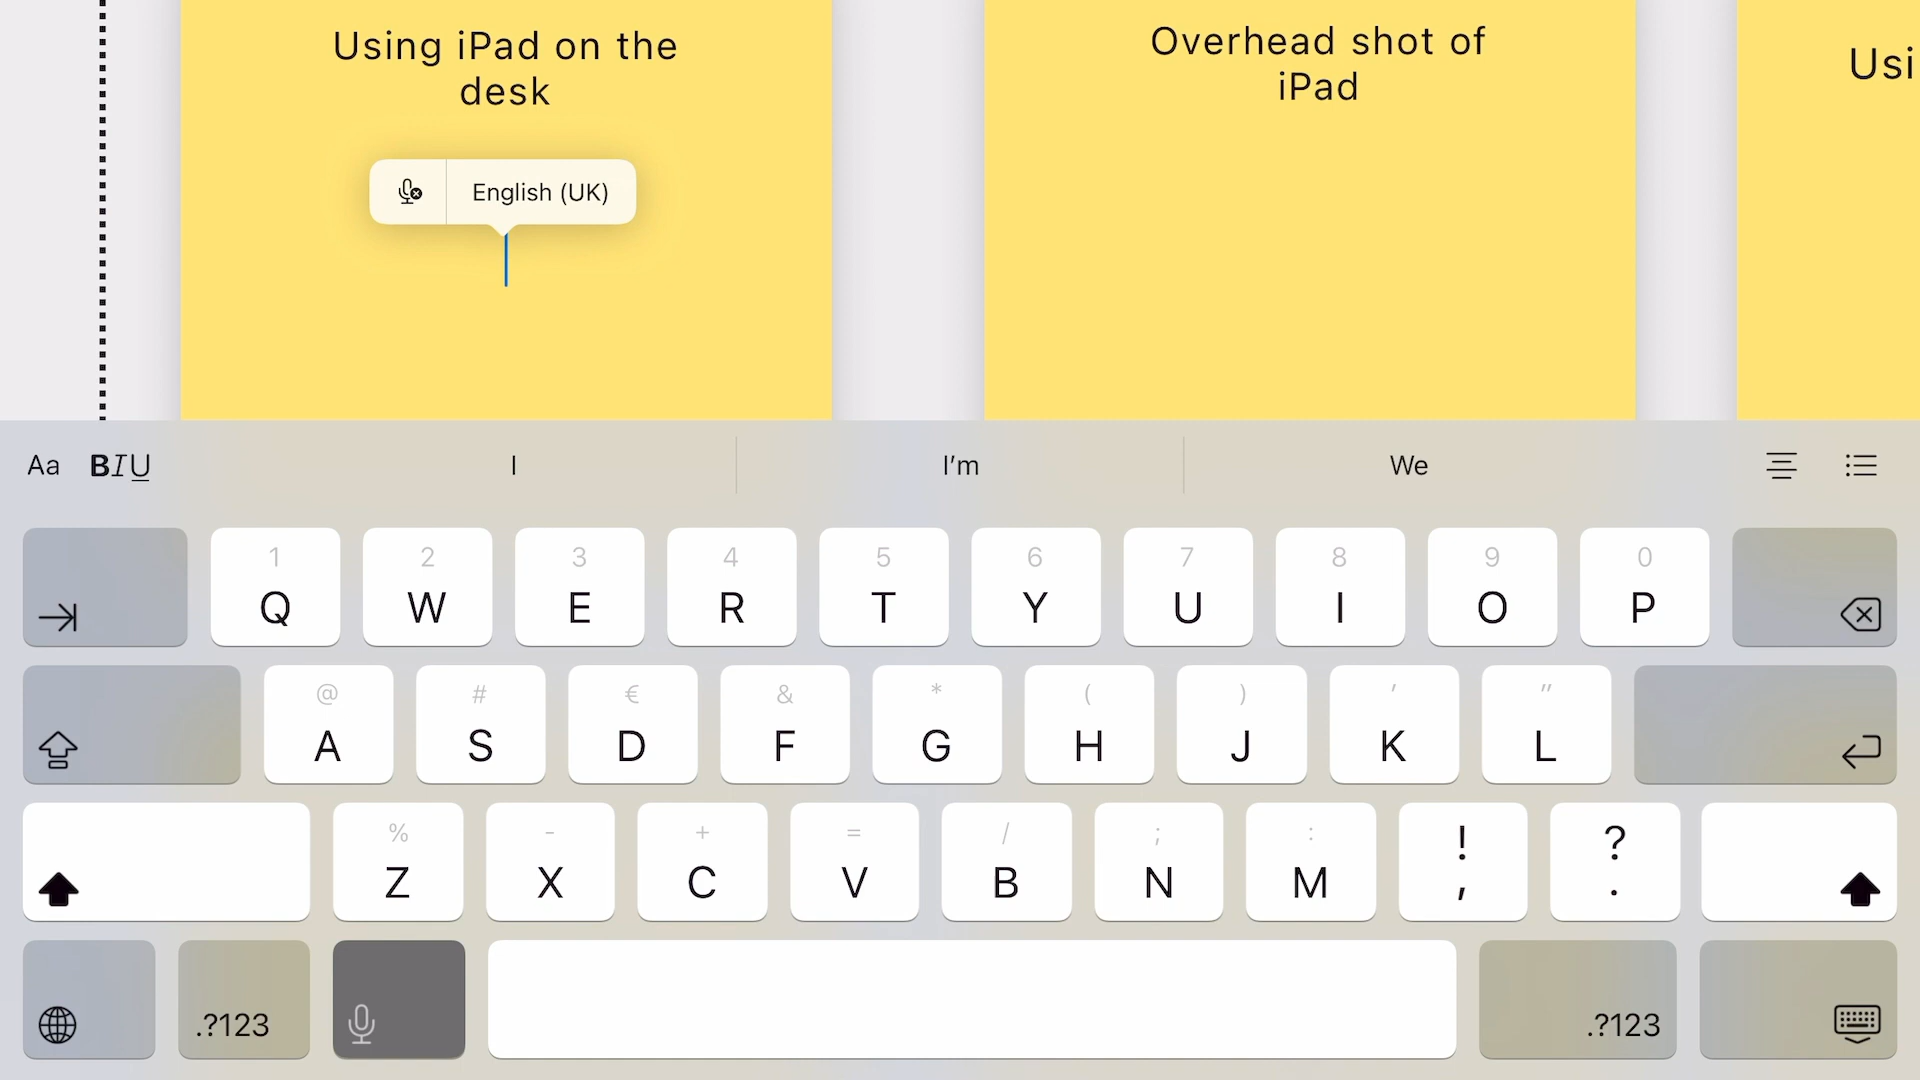 Using iPad on the
desk
Overhead shot of
iPad
Usi
English (UK)
Aa BIU I I’m We
1 2 3 4 5 6 7 8 9 0
Q W E R T Y U I O P
@ # € & * ( ) ′ ″
A S D F G H J K L
% - + = / ; : ! ?
Z X C V B N M , .
.?123 .?123